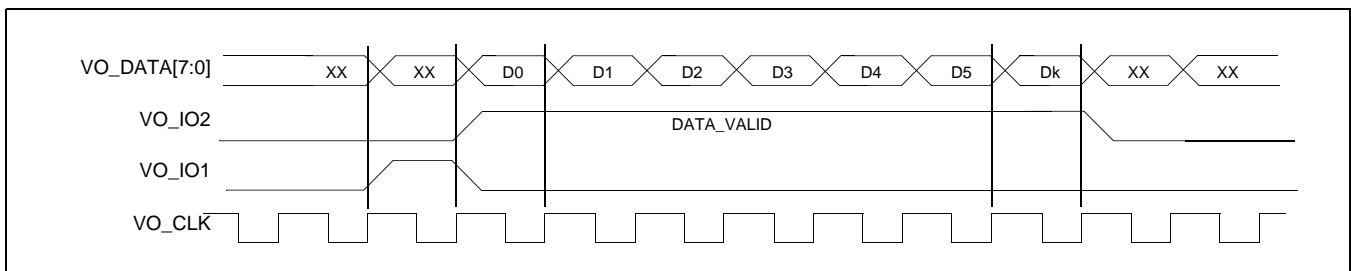 VO_DATA[7:0] XX XX D0 D1 D2 D3 D4 D5 Dk XX XX
VO_IO2 DATA_VALID
VO_IO1
VO_CLK